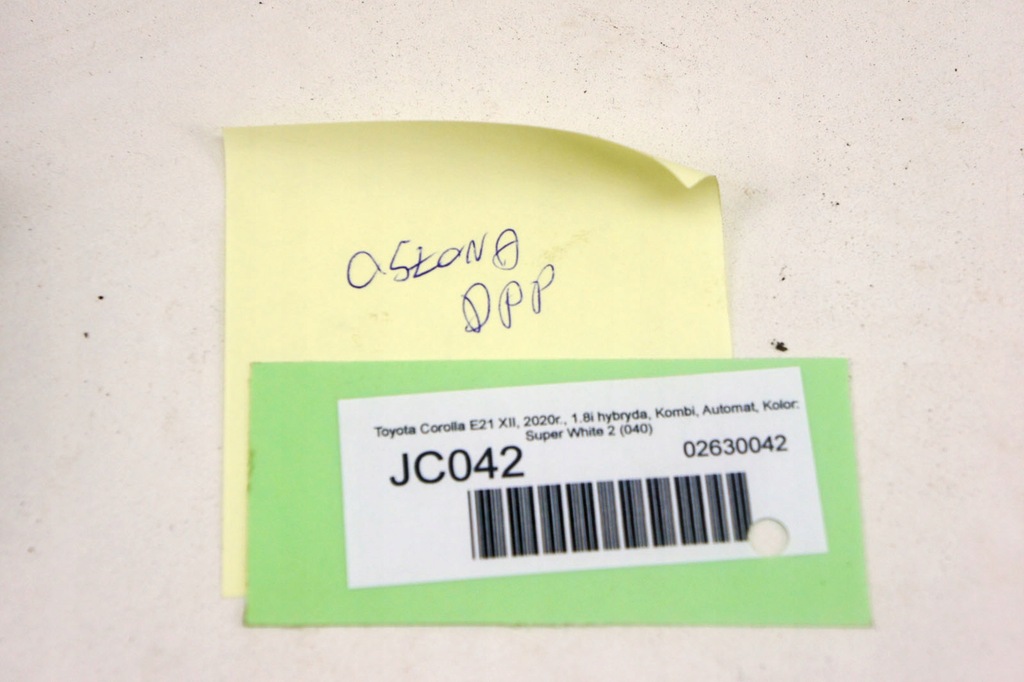 OSŁONA
DPP
Toyota Corolla E21 XII, 2020r., 1.8i hybryda, Kombi, Automat, Kolor:
Super White 2 (040)
JC042
02630042